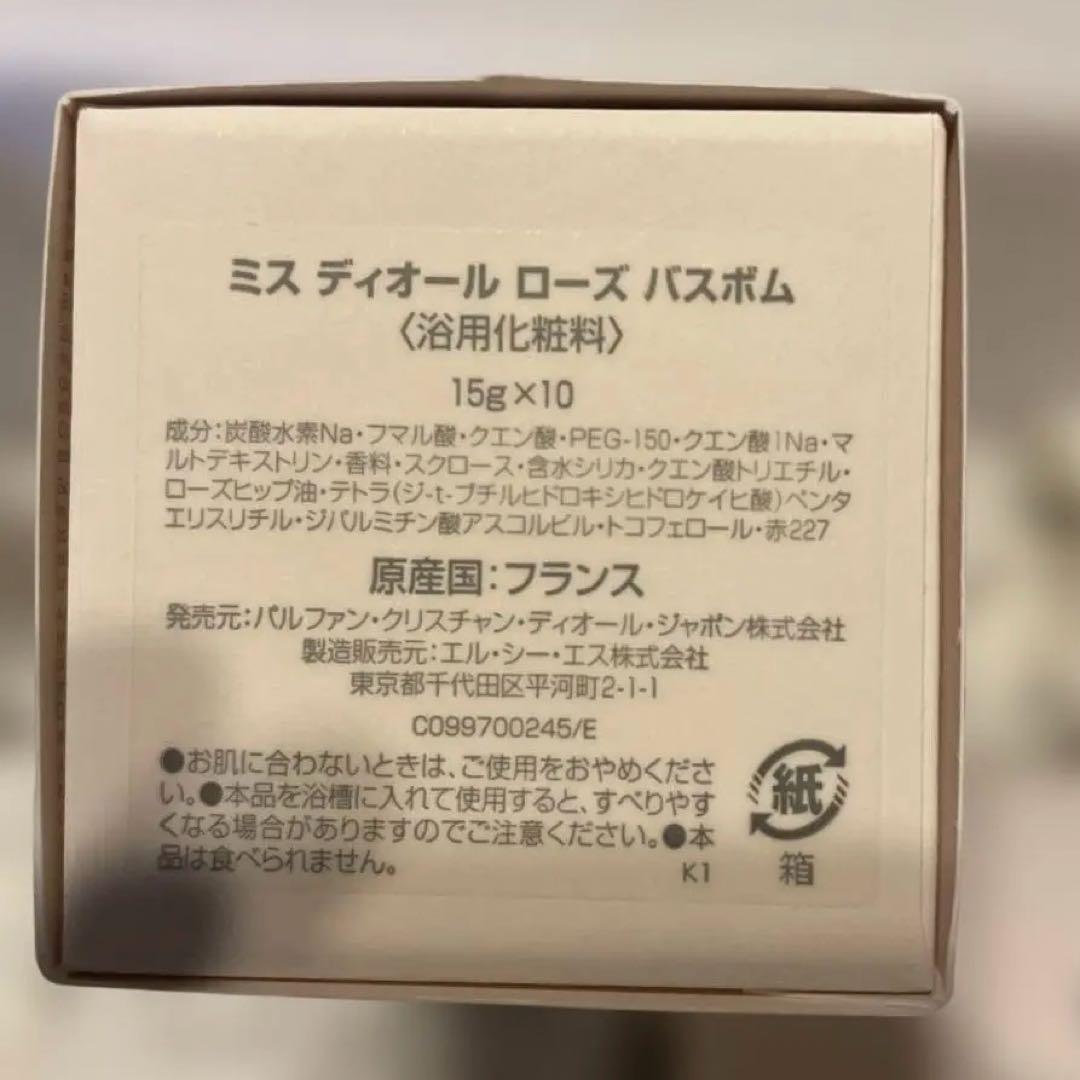 ミス ディオール ローズ バスボム
〈浴用化粧料〉
15g×10
成分：炭酸水素Na・フマル酸・クエン酸・PEG-150・クエン酸1Na・マ
ルトデキストリン・香料・スクロース・含水シリカ・クエン酸トリエチル・
ローズヒップ油・テトラ(ジ-t-ブチルヒドロキシヒドロケイヒ酸)ペンタ
エリスリチル・ジパルミチン酸アスコルビル・トコフェロール・赤227
原産国：フランス
発売元：パルファン・クリスチャン・ディオール・ジャポン株式会社
製造販売元：エル・シー・エス株式会社
東京都千代田区平河町2-1-1
C099700245/E
●お肌に合わないときは、ご使用をおやめくださ
い。●本品を浴槽に入れて使用すると、すべりやす
くなる場合がありますのでご注意ください。●本
品は食べられません。
K1
紙
箱